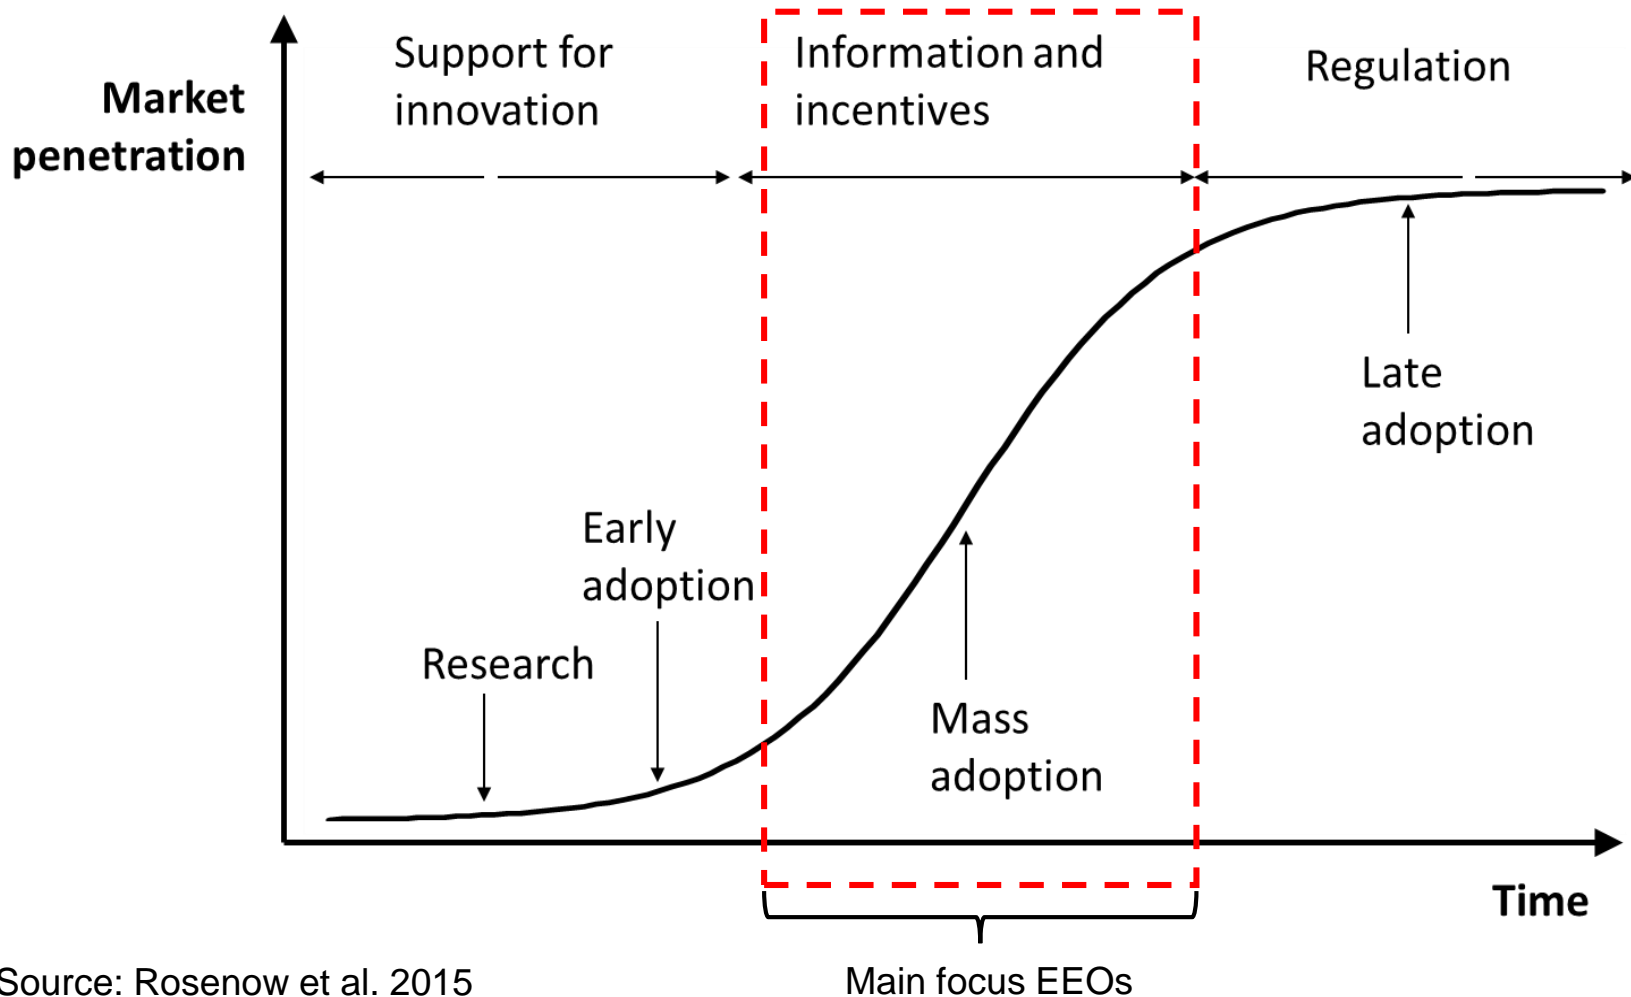 Support for
innovation
Information and
incentives
Regulation
Market
penetration
Late
adoption
Early
adoption
Research
Mass
adoption
Time
Source: Rosenow et al. 2015
Main focus EEOs